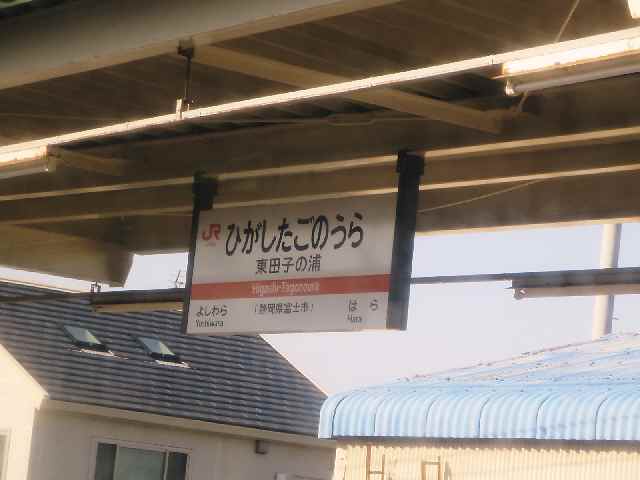 JR ひがしたごのうら
東田子の浦
Higashi-Tagonoura
よしわら (静岡県富士市) はら
Yoshiwara Hara